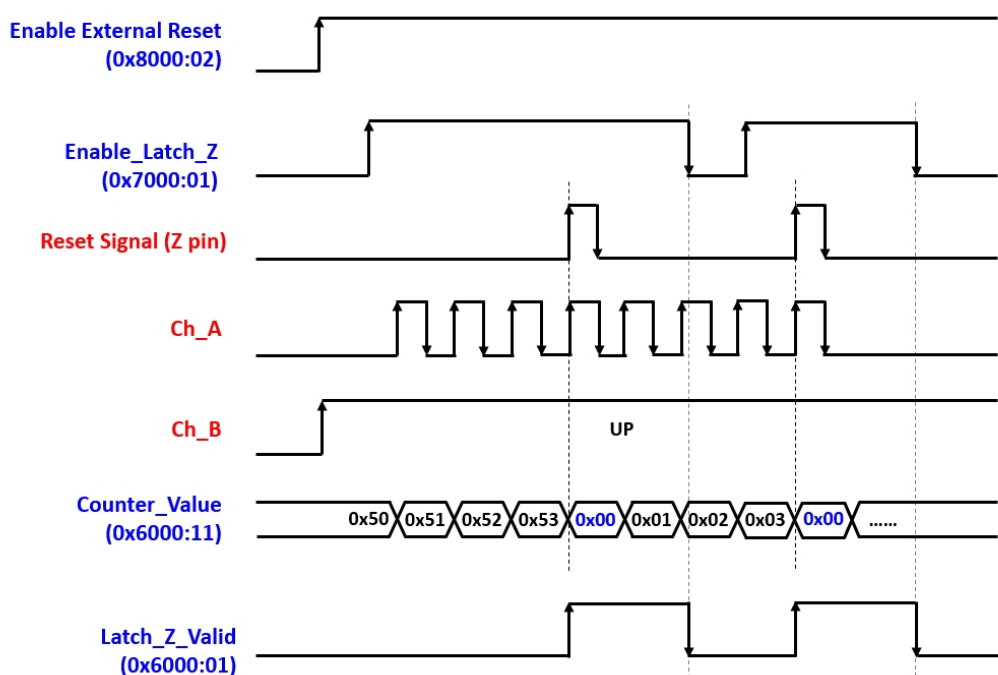 Enable External Reset
(0x8000:02)
Enable_Latch_Z
(0x7000:01)
Reset Signal (Z pin)
Ch_A
Ch_B
UP
Counter_Value
(0x6000:11)
0x50 0x51 0x52 0x53 0x00 0x01 0x02 0x03 0x00 ......
Latch_Z_Valid
(0x6000:01)